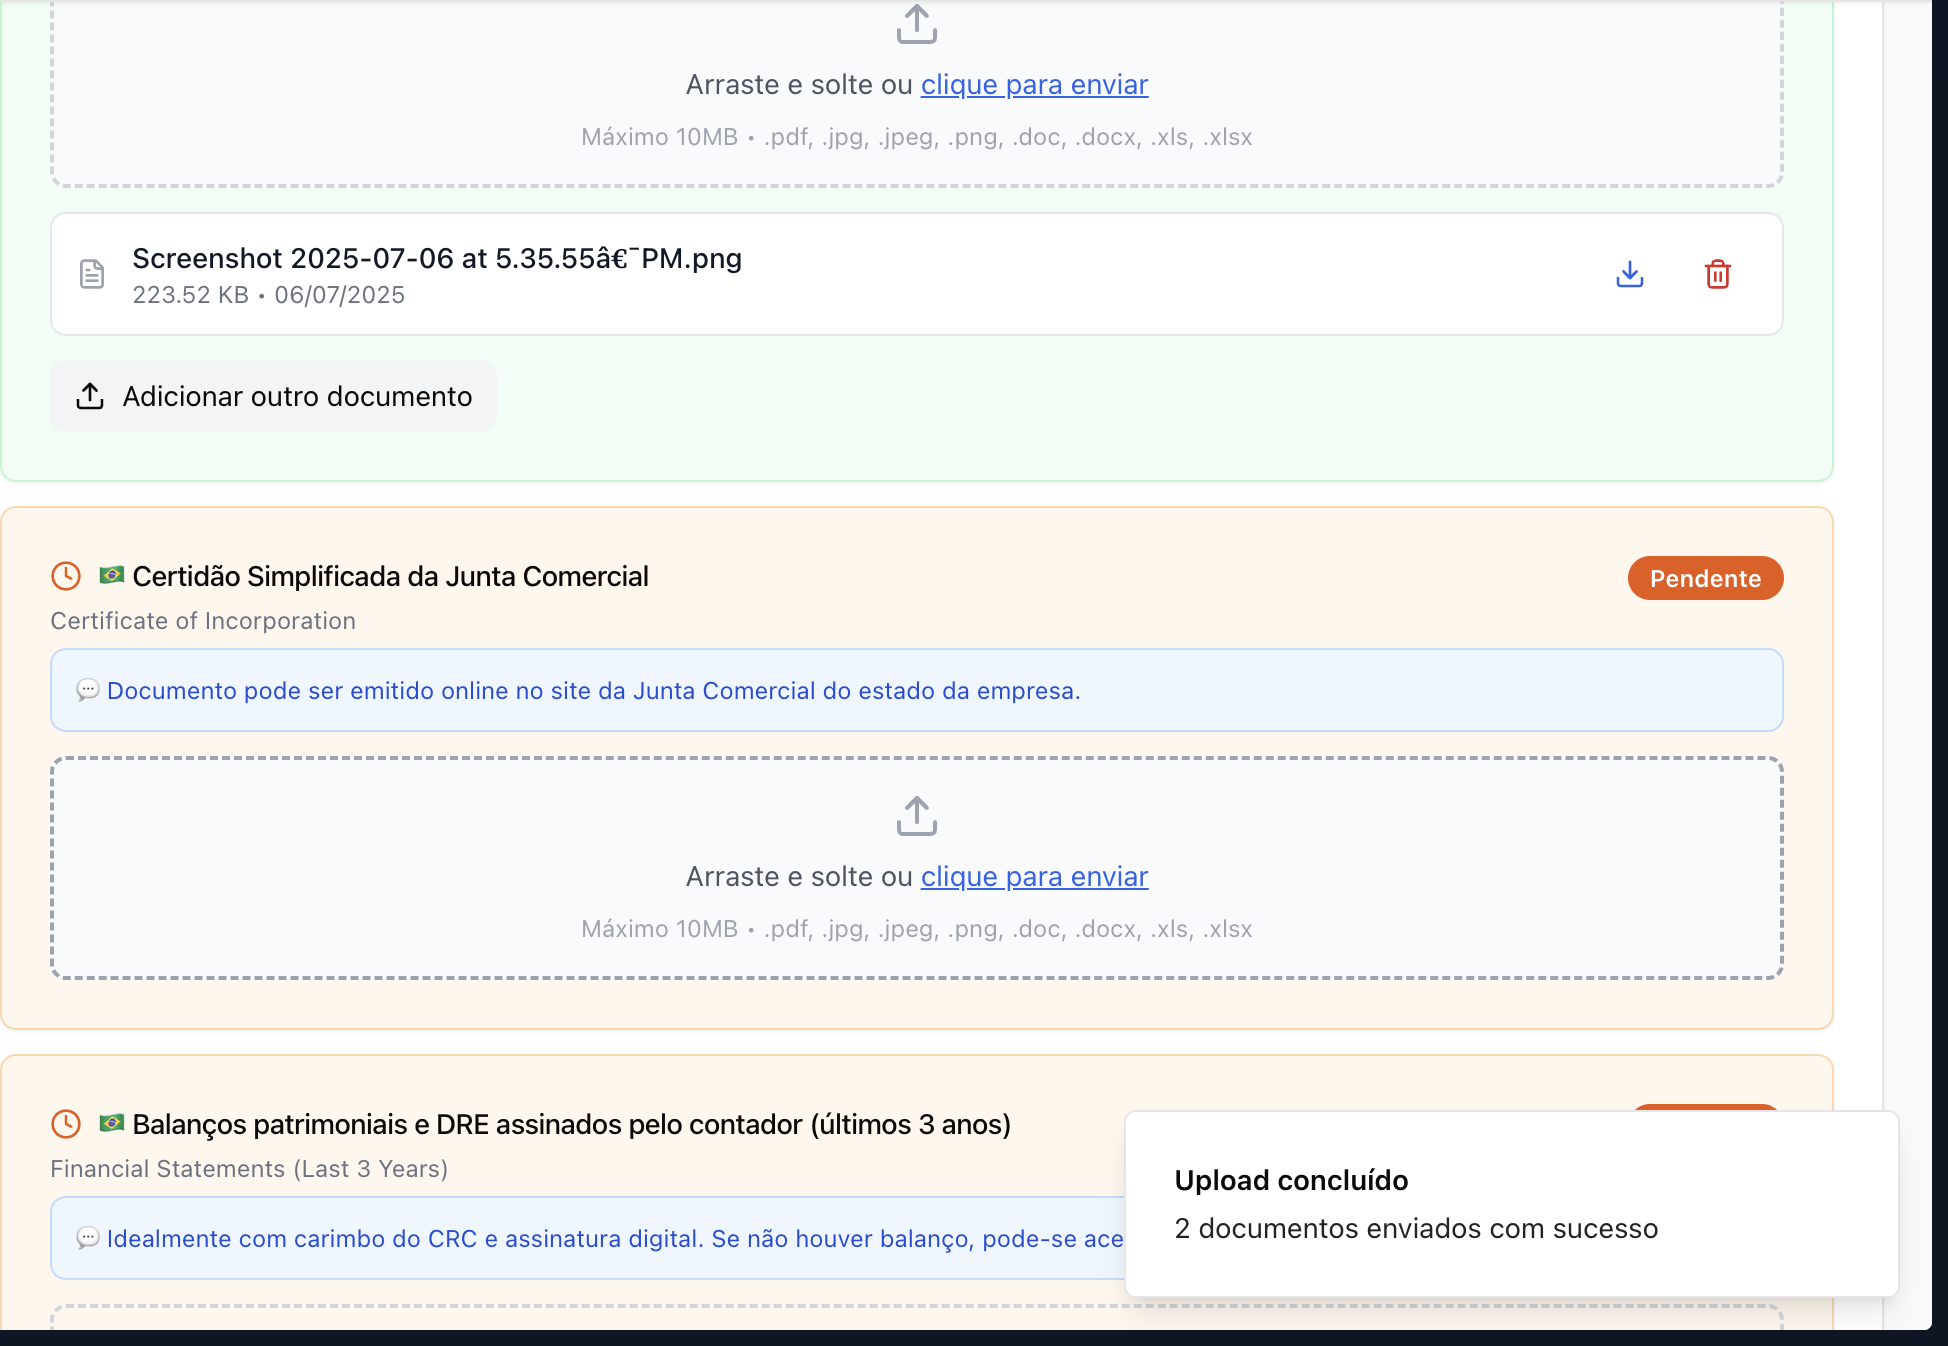 Arraste e solte ou clique para enviar
Máximo 10MB • .pdf, .jpg, .jpeg, .png, .doc, .docx, .xls, .xlsx
Screenshot 2025-07-06 at 5.35.55â€¯PM.png
223.52 KB • 06/07/2025
Adicionar outro documento
Certidão Simplificada da Junta Comercial
Pendente
Certificate of Incorporation
Documento pode ser emitido online no site da Junta Comercial do estado da empresa.
Arraste e solte ou clique para enviar
Máximo 10MB • .pdf, .jpg, .jpeg, .png, .doc, .docx, .xls, .xlsx
Balanços patrimoniais e DRE assinados pelo contador (últimos 3 anos)
Financial Statements (Last 3 Years)
Idealmente com carimbo do CRC e assinatura digital. Se não houver balanço, pode-se ace
Upload concluído
2 documentos enviados com sucesso